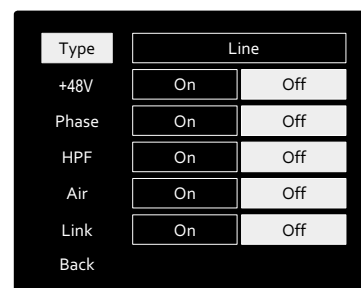 Type Line
+48V On Off
Phase On Off
HPF On Off
Air On Off
Link On Off
Back